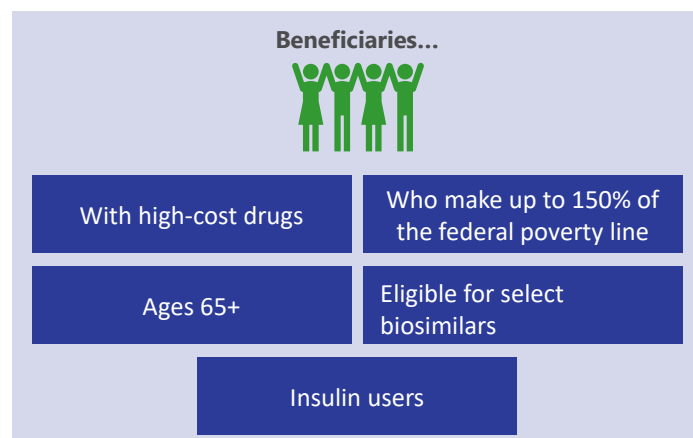 Beneficiaries...
With high-cost drugs
Who make up to 150% of
the federal poverty line
Ages 65+
Eligible for select
biosimilars
Insulin users